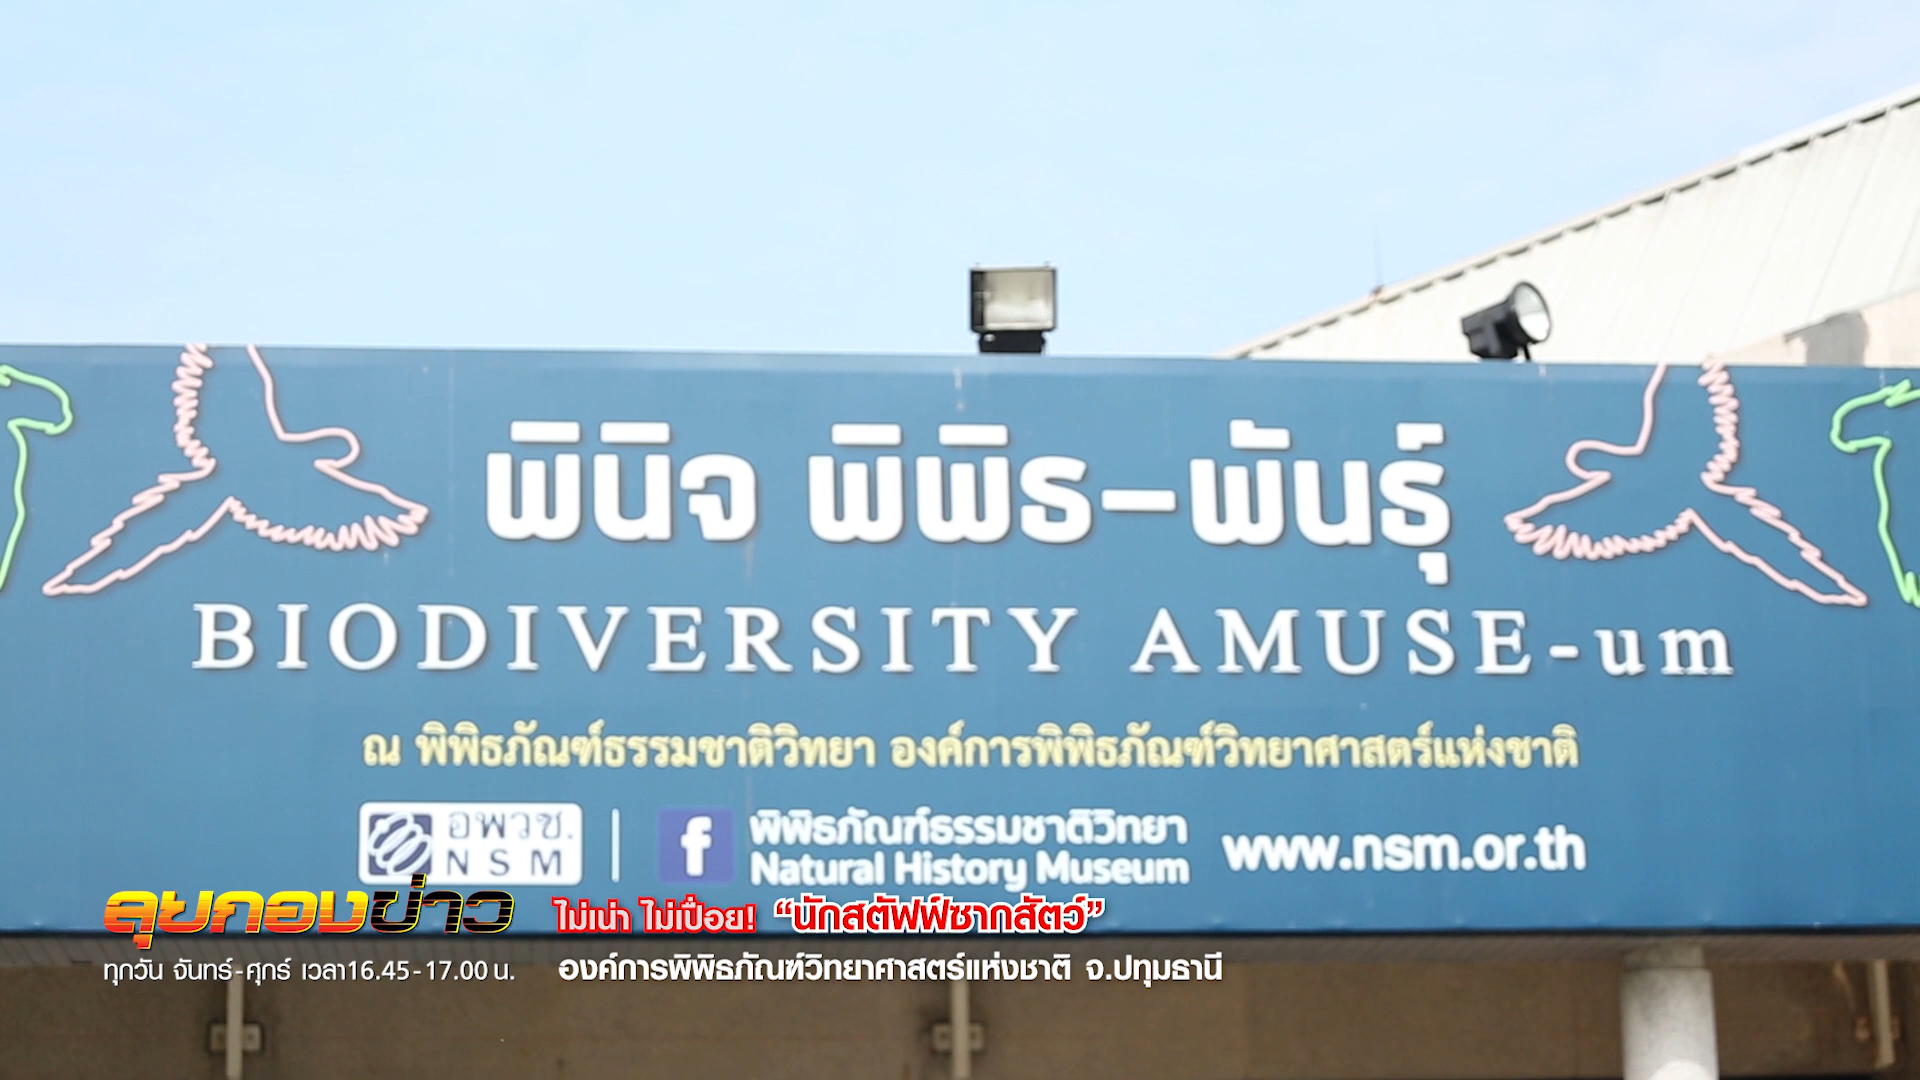 พินิจ พิพิธ-พันธุ์
BIODIVERSITY AMUSE-um
ณ พิพิธภัณฑ์ธรรมชาติวิทยา องค์การพิพิธภัณฑ์วิทยาศาสตร์แห่งชาติ
อพวช.
NSM
f
พิพิธภัณฑ์ธรรมชาติวิทยา
Natural History Museum
www.nsm.or.th
ลุยกองข่าว
ไม่เน่า ไม่เปื่อย! “นักสตัฟฟ์ซากสัตว์”
ทุกวัน จันทร์-ศุกร์ เวลา16.45-17.00 น.
องค์การพิพิธภัณฑ์วิทยาศาสตร์แห่งชาติ จ.ปทุมธานี